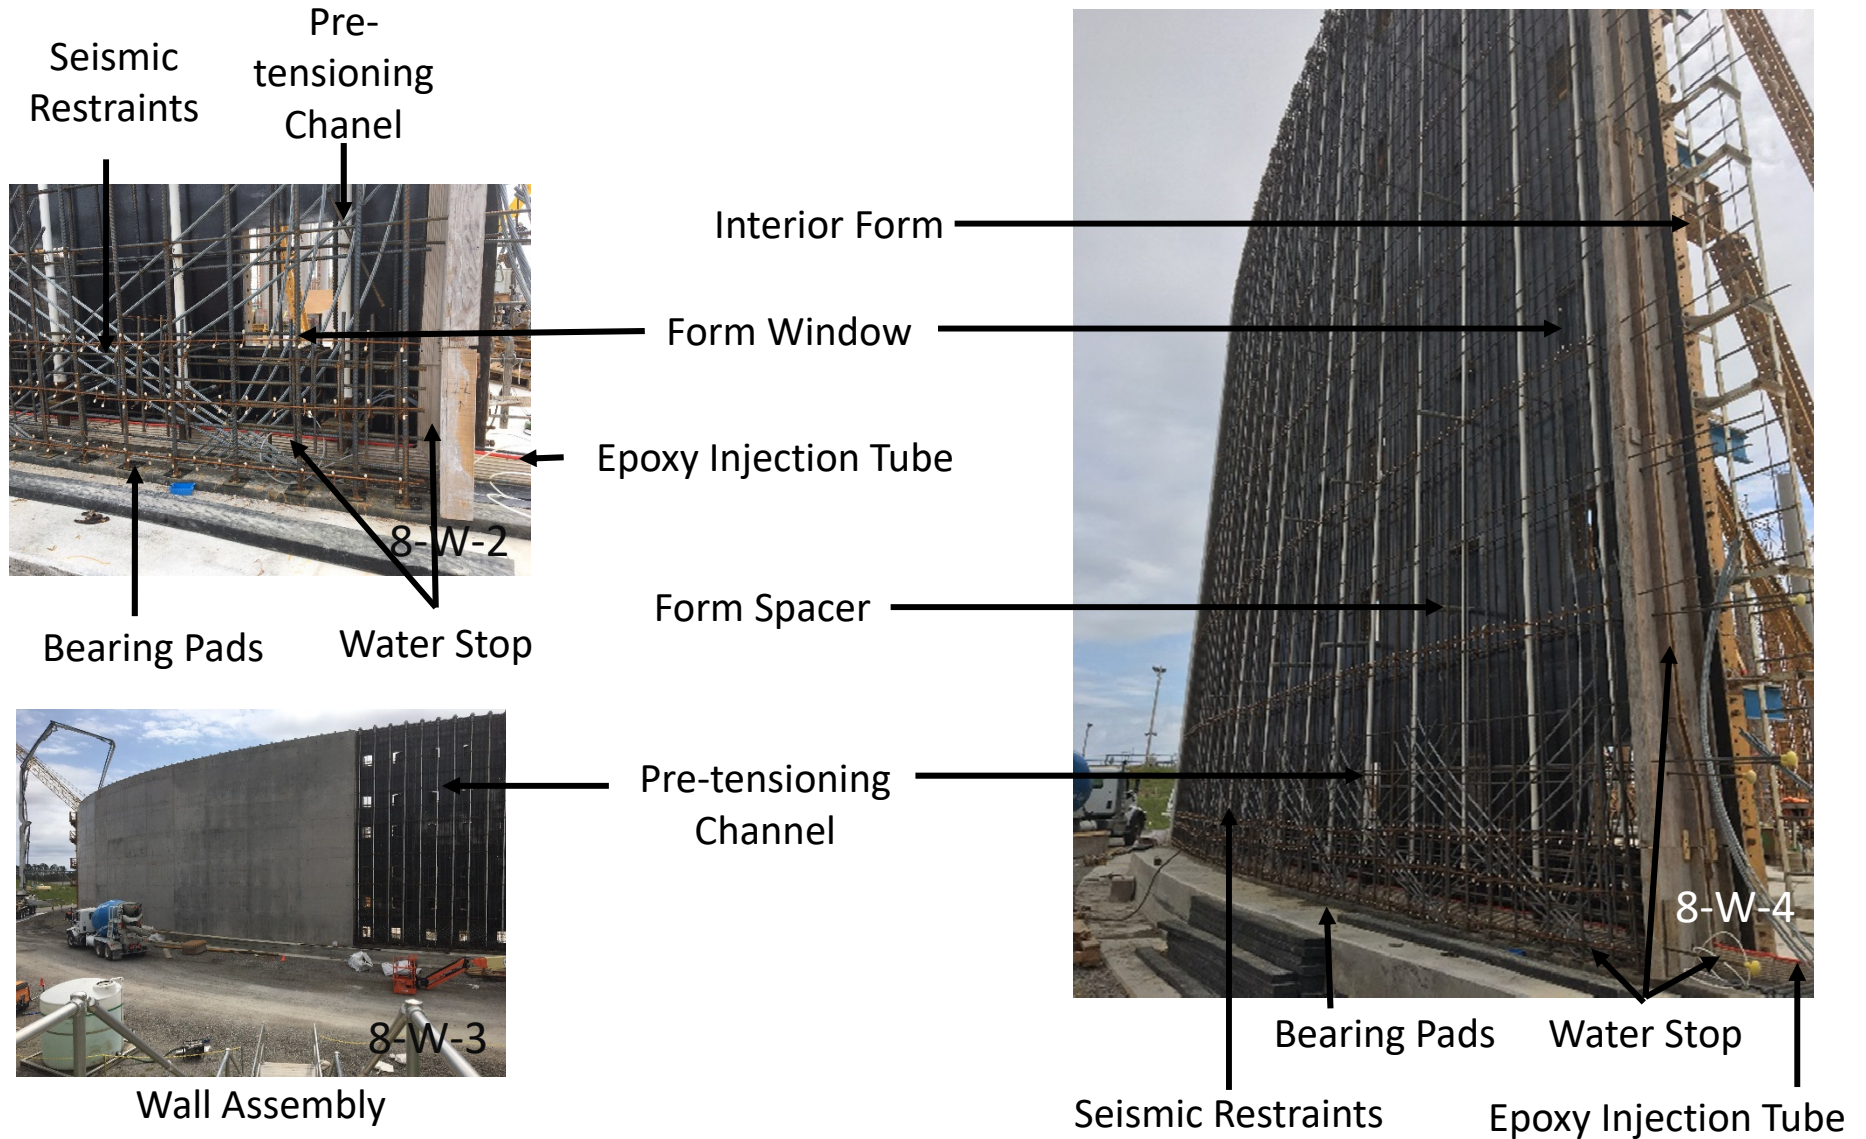 Seismic
Restraints
Pre-
tensioning
Chanel
Interior Form
Form Window
Epoxy Injection Tube
8-W-2
Bearing Pads
Water Stop
Form Spacer
Pre-tensioning
Channel
8-W-3
Wall Assembly
8-W-4
Bearing Pads
Water Stop
Seismic Restraints
Epoxy Injection Tube